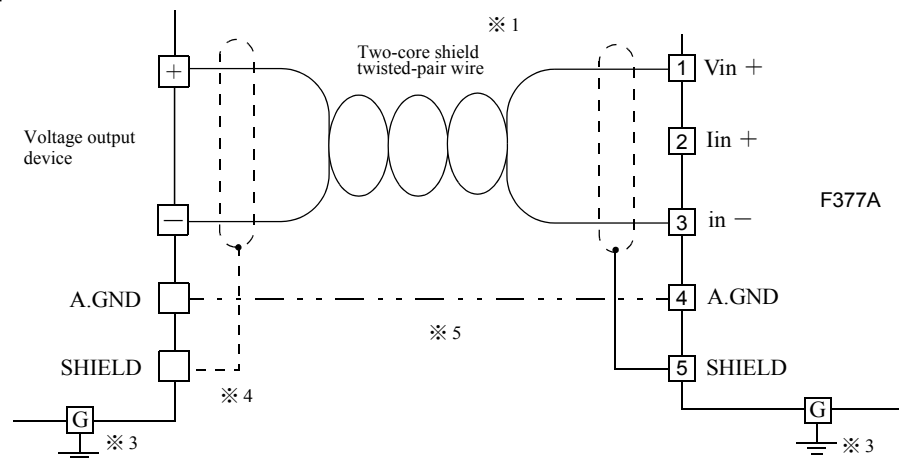 ※ 1
Two-core shield
twisted-pair wire
+
1 Vin +
Voltage output
device
2 Iin +
F377A
−
3 in −
A.GND
4 A.GND
※ 5
SHIELD
5 SHIELD
※ 4
G
※ 3
G
※ 3